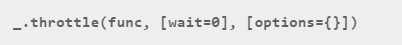 _.throttle(func, [wait=0], [options={}])